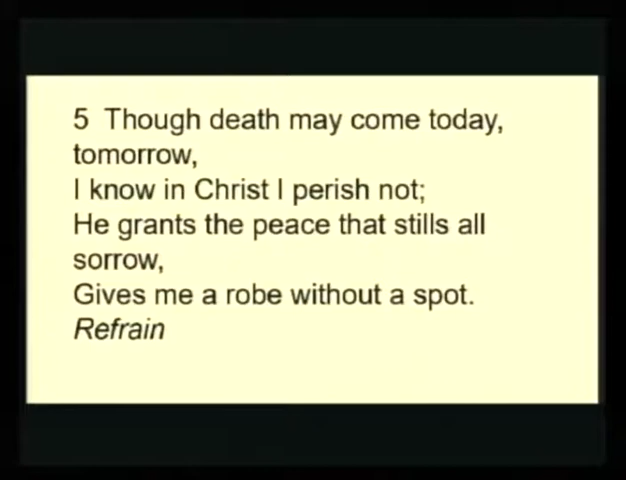 5 Though death may come today,
tomorrow,
I know in Christ I perish not;
He grants the peace that stills all
sorrow,
Gives me a robe without a spot.
Refrain